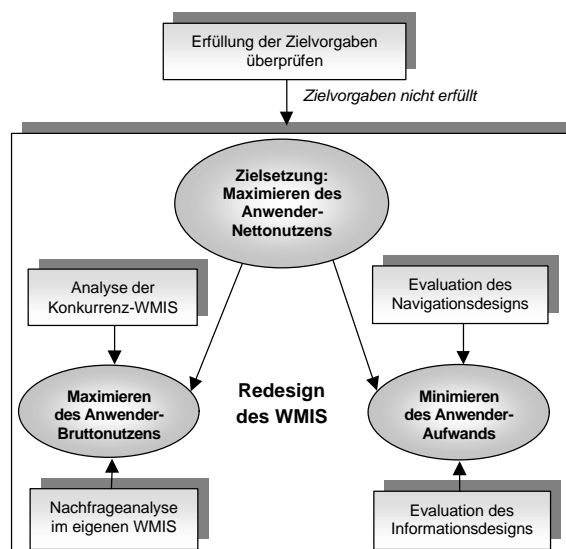 Erfüllung der Zielvorgaben
überprüfen
Zielvorgaben nicht erfüllt
Zielsetzung:
Maximieren des
Anwender-
Nettonutzens
Analyse der
Konkurrenz-WMIS
Evaluation des
Navigationsdesigns
Maximieren
des Anwender-
Bruttonutzens
Redesign
des WMIS
Minimieren
des Anwender-
Aufwands
Nachfrageanalyse
im eigenen WMIS
Evaluation des
Informationsdesigns